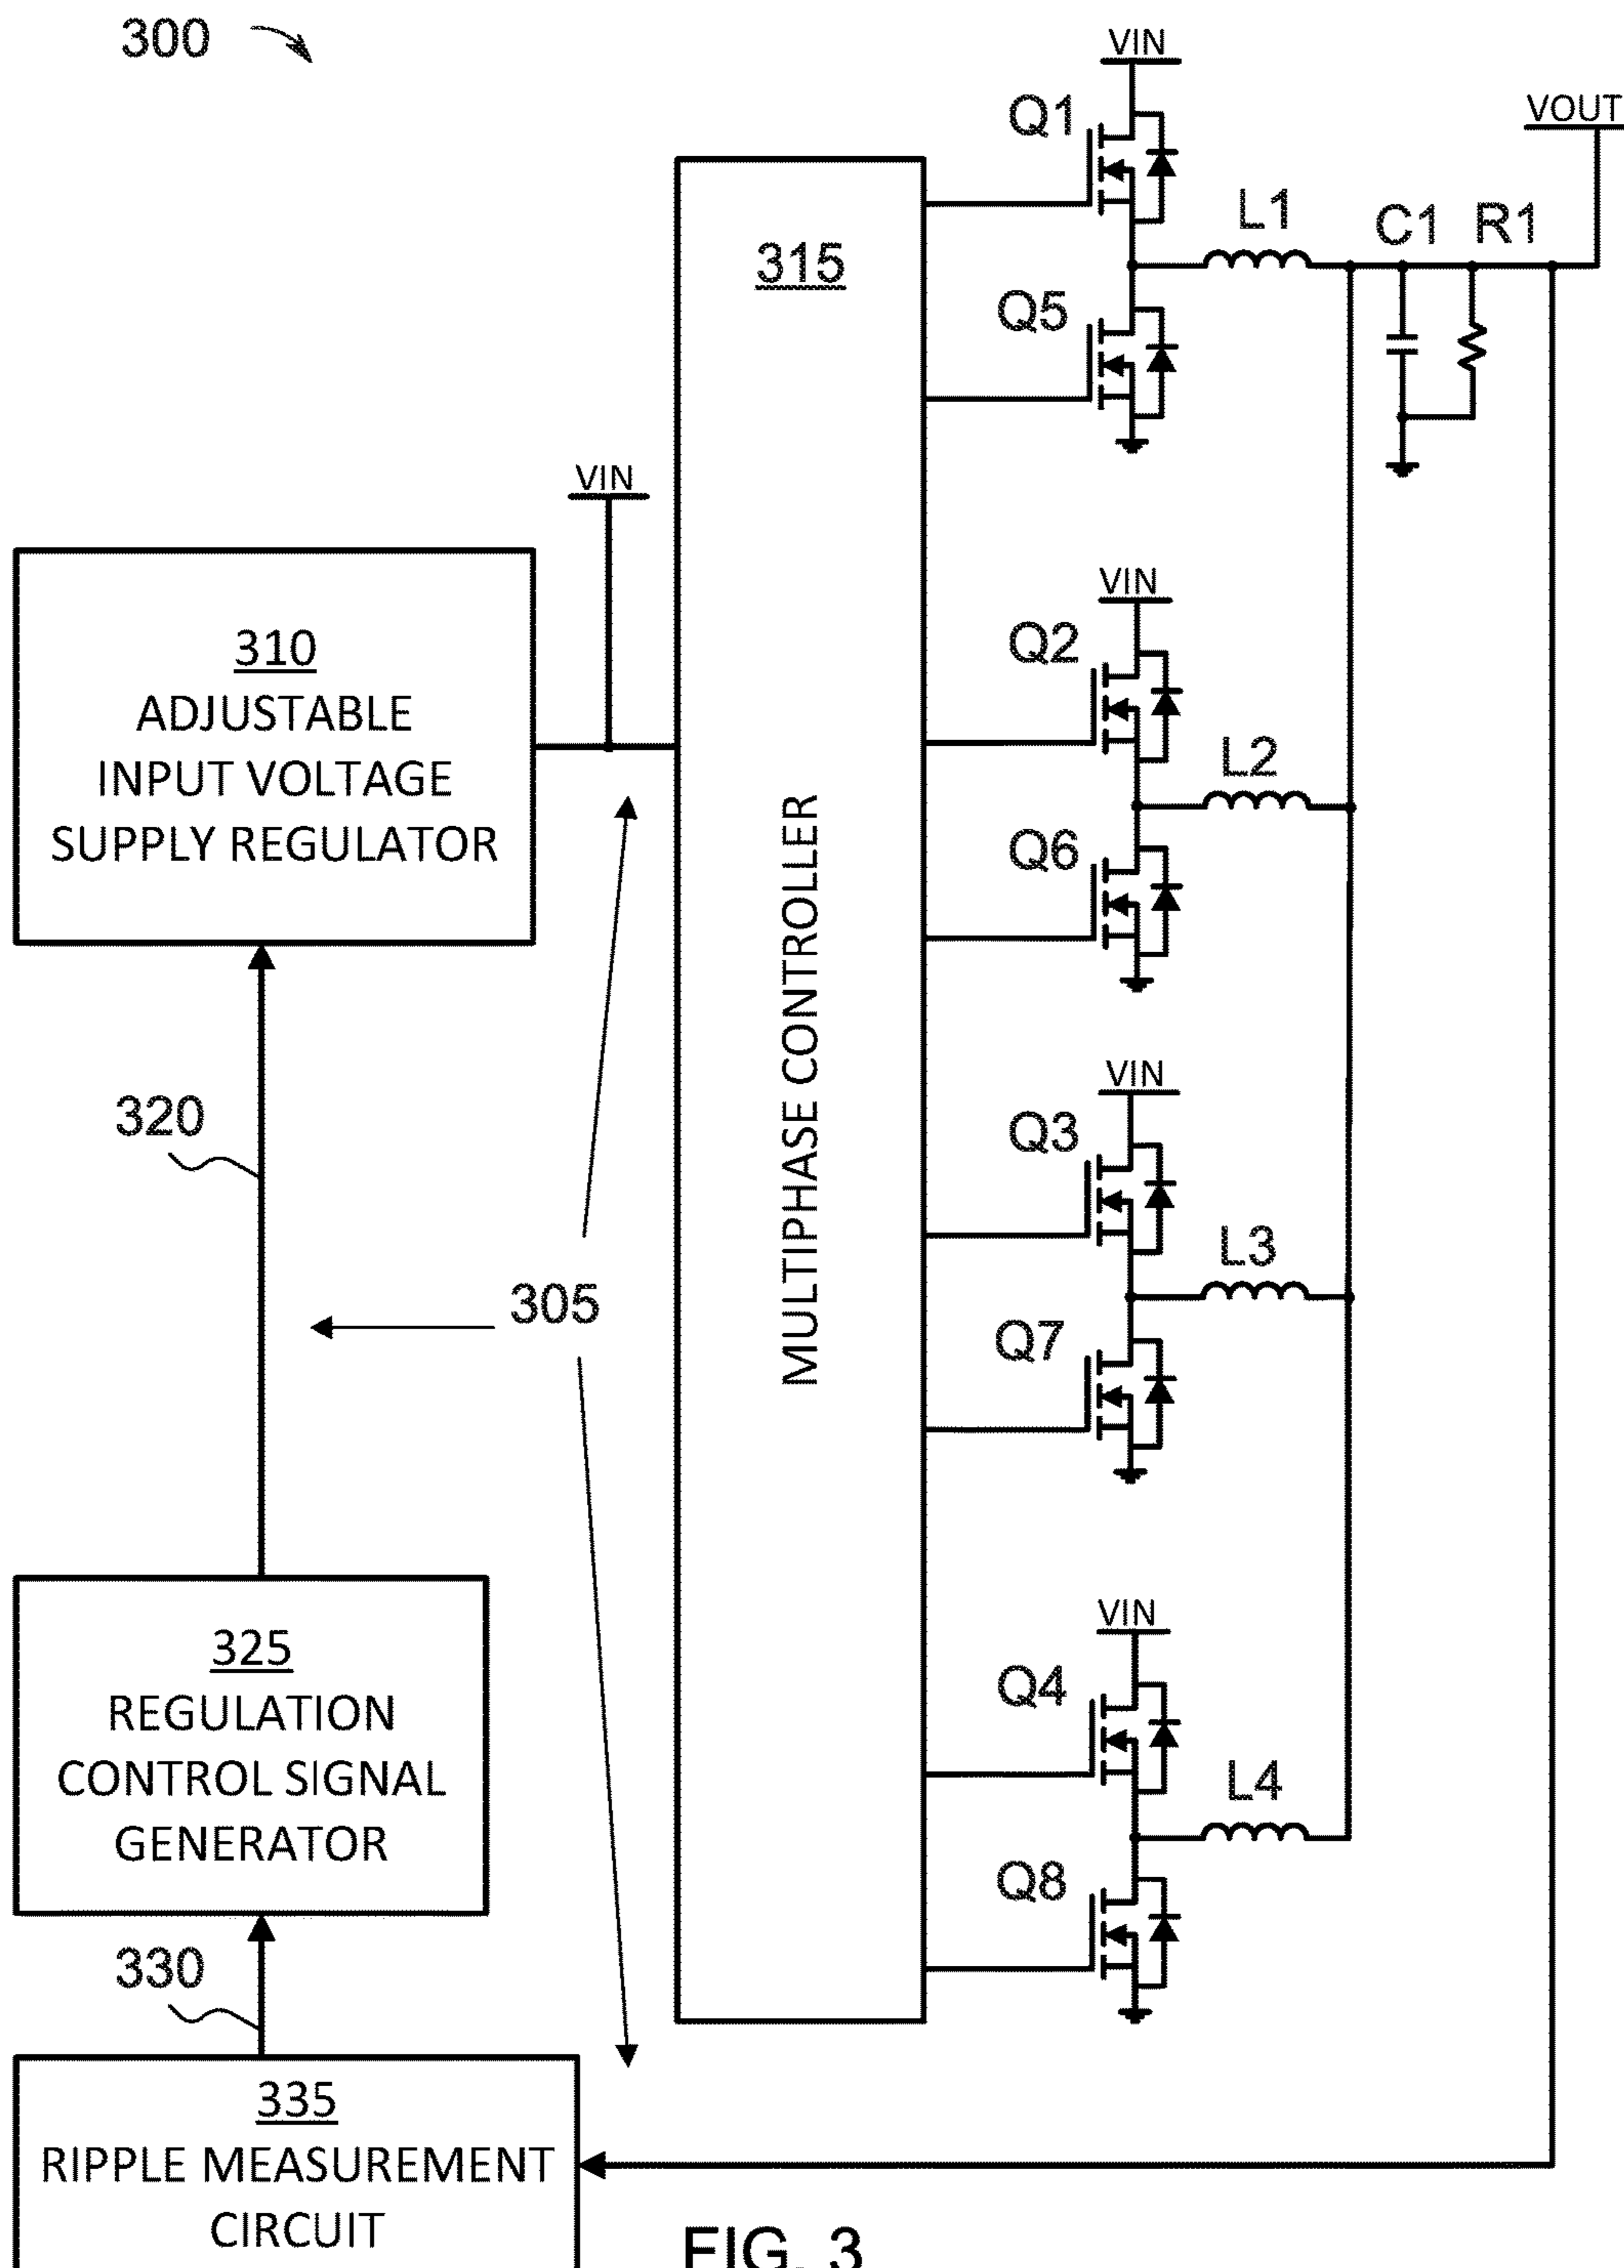 300
VIN
Q1
VOUT
L1
C1
R1
315
Q5
VIN
310
ADJUSTABLE
INPUT VOLTAGE
SUPPLY REGULATOR
MULTIPHASE CONTROLLER
VIN
Q2
L2
Q6
320
VIN
Q3
305
L3
Q7
325
REGULATION
CONTROL SIGNAL
GENERATOR
VIN
Q4
L4
Q8
330
335
RIPPLE MEASUREMENT
CIRCUIT
FIG. 3